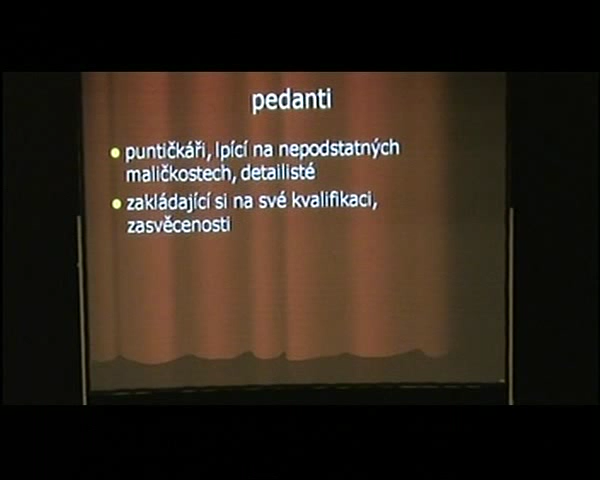 pedanti
puntičkáři, lpící na nepodstatných
maličkostech, detailisté
zakládající si na své kvalifikaci,
zasvěcenosti